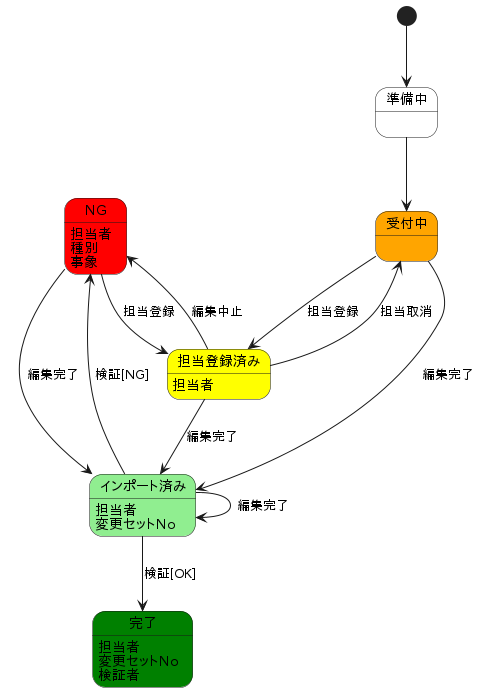 準備中
受付中
NG
担当者
種別
事象
担当登録
編集中止
担当登録
担当取消
担当登録済み
担当者
編集完了
検証[NG]
編集完了
編集完了
インポート済み
担当者
変更セットNo
編集完了
検証[OK]
完了
担当者
変更セットNo
検証者